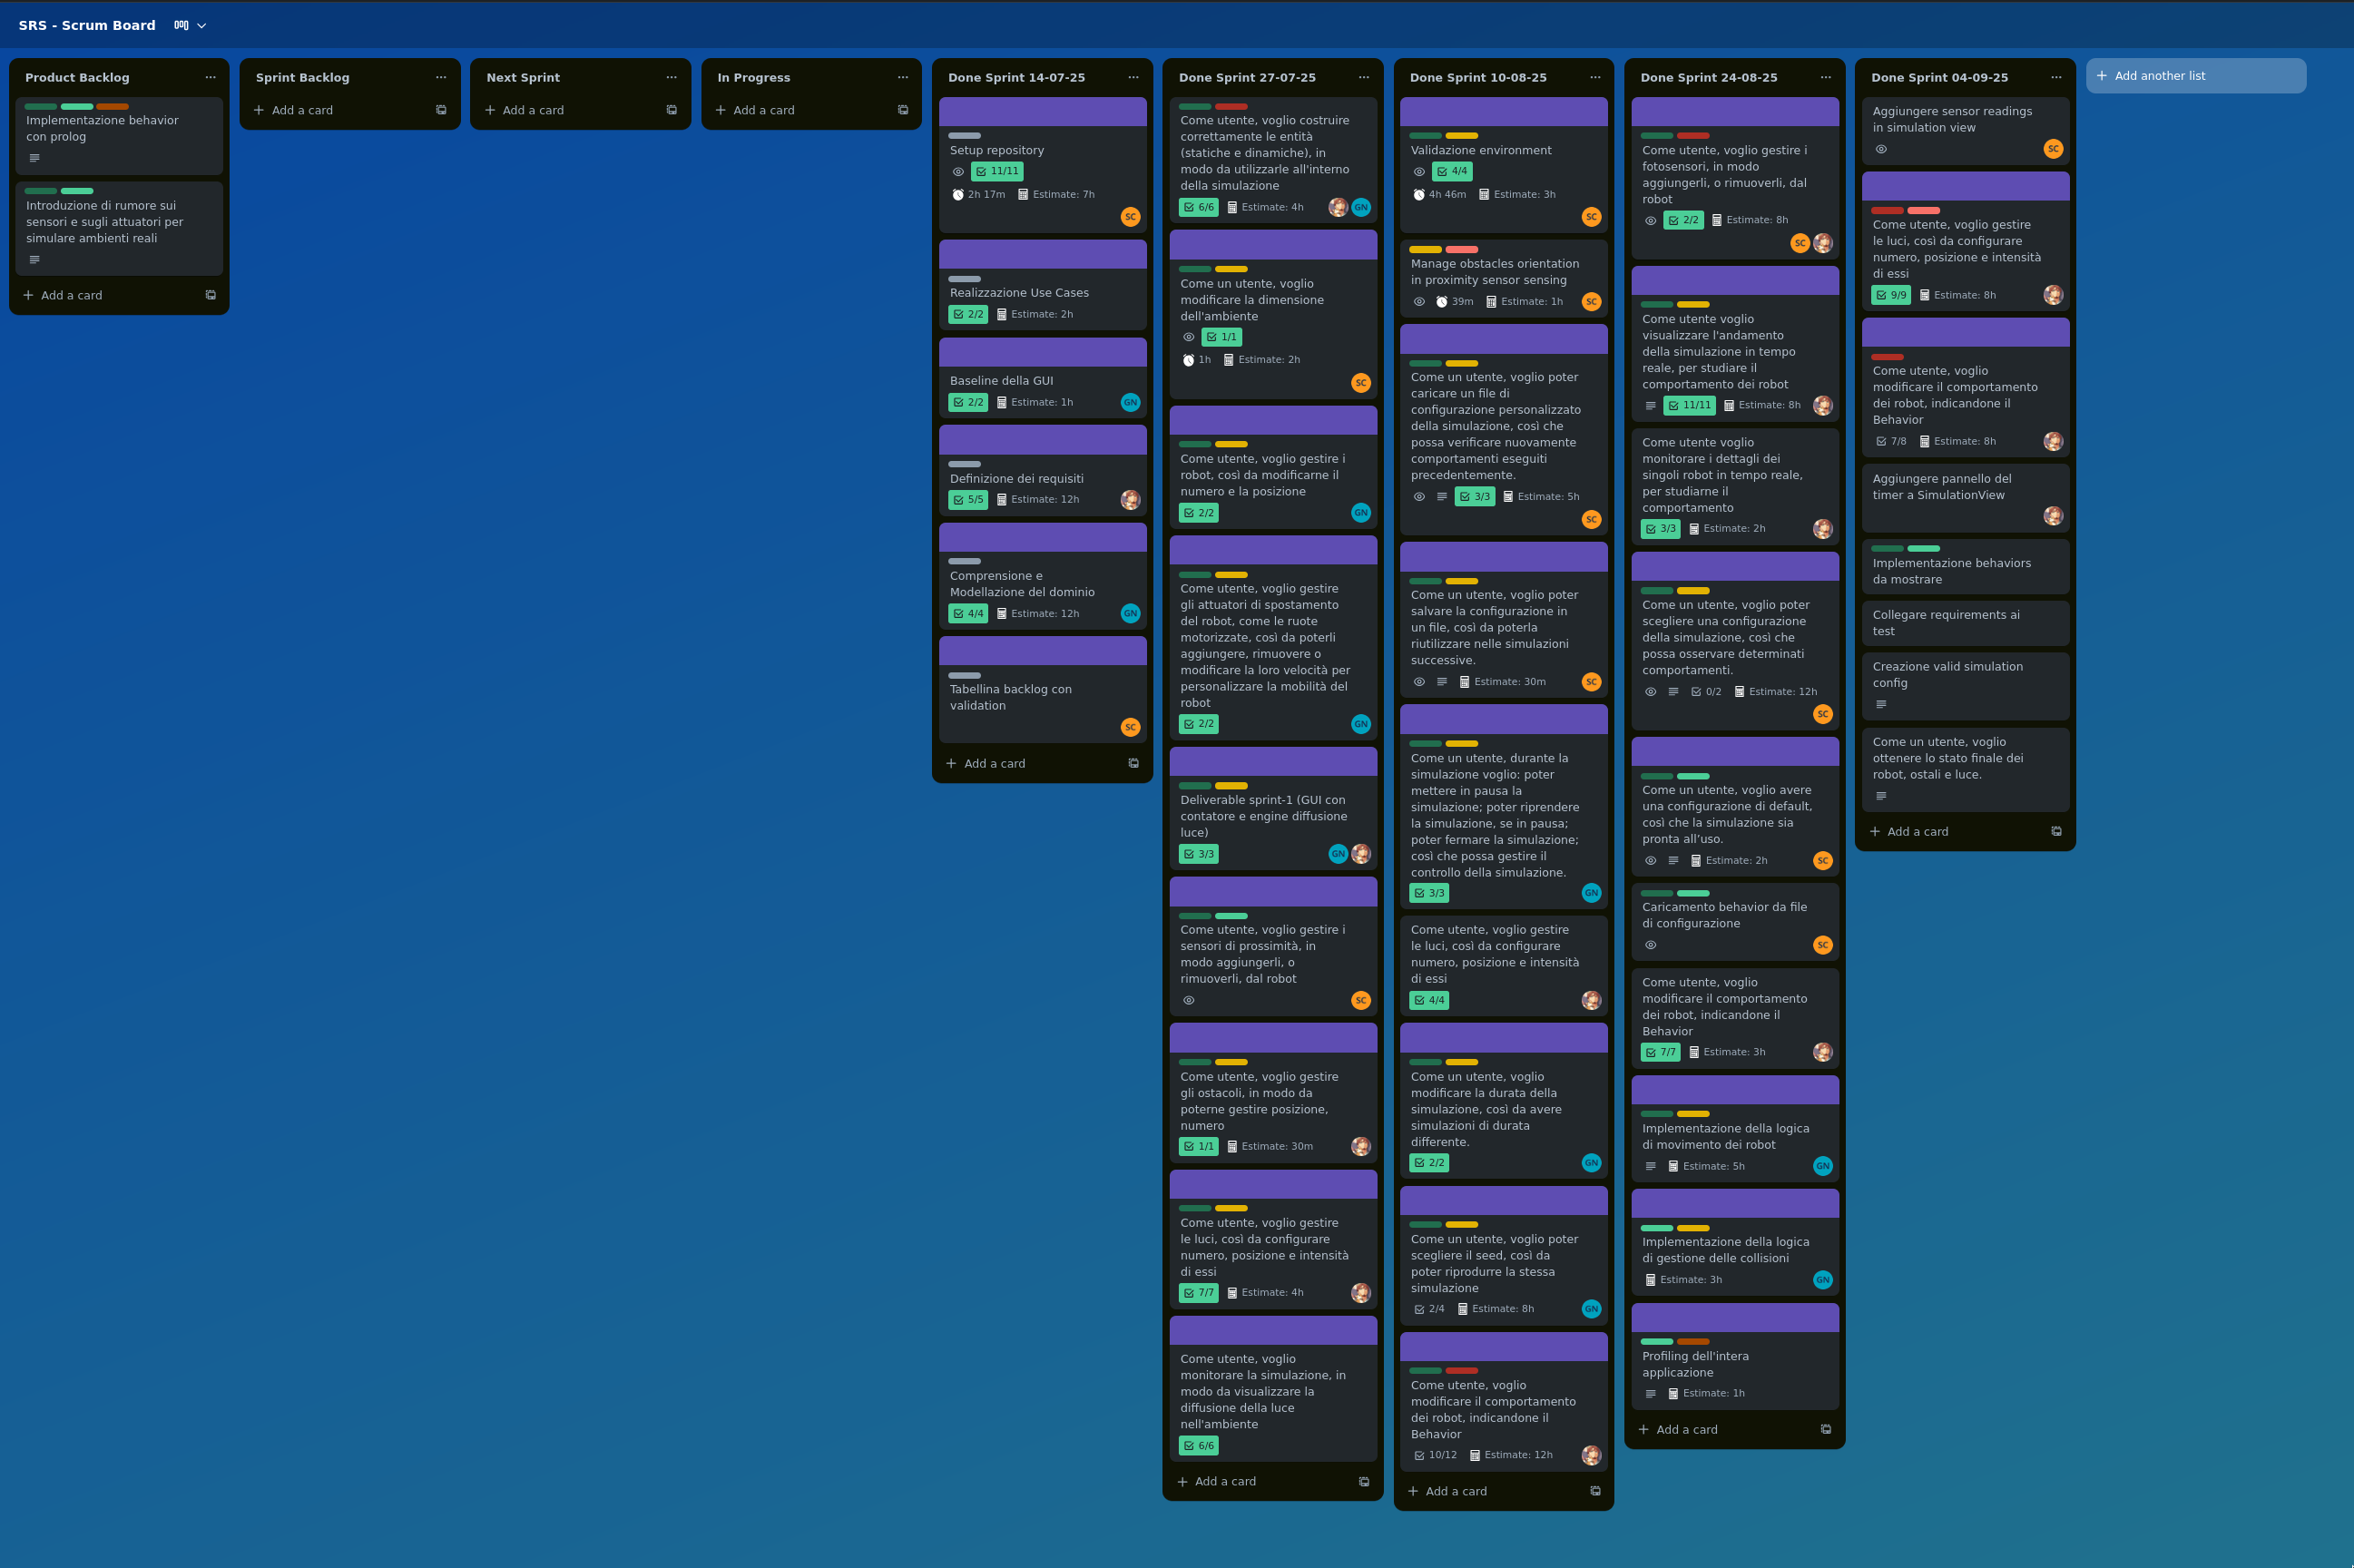 SRS - Scrum Board
Product Backlog
Implementazione behavior
con prolog
Introduzione di rumore sui
sensori e sugli attuatori per
simulare ambienti reali
Add a card
Sprint Backlog
Add a card
Next Sprint
Add a card
In Progress
Add a card
Done Sprint 14-07-25
Setup repository
11/11
2h 17m Estimate: 7h
SC
Realizzazione Use Cases
2/2 Estimate: 2h
Baseline della GUI
2/2 Estimate: 1h GN
Definizione dei requisiti
5/5 Estimate: 12h
Comprensione e
Modellazione del dominio
4/4 Estimate: 12h GN
Tabellina backlog con
validation
SC
Add a card
Done Sprint 27-07-25
Come utente, voglio costruire
correttamente le entità
(statiche e dinamiche), in
modo da utilizzarle all'interno
della simulazione
6/6 Estimate: 4h GN
Come un utente, voglio
modificare la dimensione
dell'ambiente
1/1
1h Estimate: 2h
SC
Come utente, voglio gestire i
robot, così da modificarne il
numero e la posizione
2/2 GN
Come utente, voglio gestire
gli attuatori di spostamento
del robot, come le ruote
motorizzate, così da poterli
aggiungere, rimuovere o
modificare la loro velocità per
personalizzare la mobilità del
robot
2/2 GN
Deliverable sprint-1 (GUI con
contatore e engine diffusione
luce)
3/3 GN
Come utente, voglio gestire i
sensori di prossimità, in
modo aggiungerli, o
rimuoverli, dal robot
SC
Come utente, voglio gestire
gli ostacoli, in modo da
poterne gestire posizione,
numero
1/1 Estimate: 30m
Come utente, voglio gestire
le luci, così da configurare
numero, posizione e intensità
di essi
7/7 Estimate: 4h
Come utente, voglio
monitorare la simulazione, in
modo da visualizzare la
diffusione della luce
nell'ambiente
6/6
Add a card
Done Sprint 10-08-25
Validazione environment
4/4
4h 46m Estimate: 3h
SC
Manage obstacles orientation
in proximity sensor sensing
39m Estimate: 1h SC
Come un utente, voglio poter
caricare un file di
configurazione personalizzato
della simulazione, così che
possa verificare nuovamente
comportamenti eseguiti
precedentemente.
3/3 Estimate: 5h
SC
Come un utente, voglio poter
salvare la configurazione in
un file, così da poterla
riutilizzare nelle simulazioni
successive.
Estimate: 30m SC
Come un utente, durante la
simulazione voglio: poter
mettere in pausa la
simulazione; poter riprendere
la simulazione, se in pausa;
poter fermare la simulazione;
così che possa gestire il
controllo della simulazione.
3/3 GN
Come utente, voglio gestire
le luci, così da configurare
numero, posizione e intensità
di essi
4/4
Come un utente, voglio
modificare la durata della
simulazione, così da avere
simulazioni di durata
differente.
2/2 GN
Come un utente, voglio poter
scegliere il seed, così da
poter riprodurre la stessa
simulazione
2/4 Estimate: 8h GN
Come utente, voglio
modificare il comportamento
dei robot, indicandone il
Behavior
10/12 Estimate: 12h
Add a card
Done Sprint 24-08-25
Come utente, voglio gestire i
fotosensori, in modo
aggiungerli, o rimuoverli, dal
robot
2/2 Estimate: 8h
SC
Come utente voglio
visualizzare l'andamento
della simulazione in tempo
reale, per studiare il
comportamento dei robot
11/11 Estimate: 8h
Come utente voglio
monitorare i dettagli dei
singoli robot in tempo reale,
per studiarne il
comportamento
3/3 Estimate: 2h
Come un utente, voglio poter
scegliere una configurazione
della simulazione, così che
possa osservare determinati
comportamenti.
0/2 Estimate: 12h
SC
Come un utente, voglio avere
una configurazione di default,
così che la simulazione sia
pronta all’uso.
Estimate: 2h SC
Caricamento behavior da file
di configurazione
SC
Come utente, voglio
modificare il comportamento
dei robot, indicandone il
Behavior
7/7 Estimate: 3h
Implementazione della logica
di movimento dei robot
Estimate: 5h GN
Implementazione della logica
di gestione delle collisioni
Estimate: 3h GN
Profiling dell'intera
applicazione
Estimate: 1h
Add a card
Done Sprint 04-09-25
Aggiungere sensor readings
in simulation view
SC
Come utente, voglio gestire
le luci, così da configurare
numero, posizione e intensità
di essi
9/9 Estimate: 8h
Come utente, voglio
modificare il comportamento
dei robot, indicandone il
Behavior
7/8 Estimate: 8h
Aggiungere pannello del
timer a SimulationView
Implementazione behaviors
da mostrare
Collegare requirements ai
test
Creazione valid simulation
config
Come un utente, voglio
ottenere lo stato finale dei
robot, ostali e luce.
Add a card
Add another list